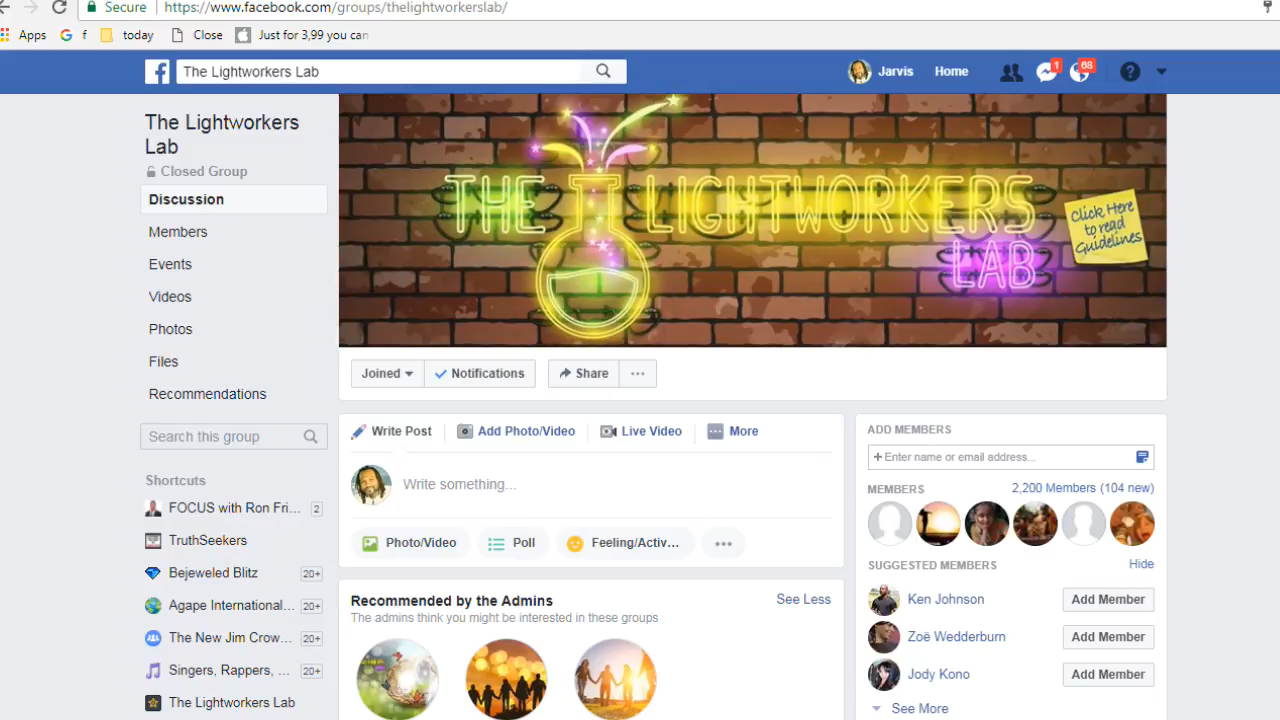 Secure https://www.facebook.com/groups/thelightworkerslab/
Apps G f today Close Just for 3,99 you can
The Lightworkers Lab
Jarvis Home 1 68 ?
The Lightworkers
Lab
Closed Group
Discussion
Members
Events
Videos
Photos
Files
Recommendations
Search this group
Shortcuts
FOCUS with Ron Fri... 2
TruthSeekers
Bejeweled Blitz 20+
Agape International... 20+
The New Jim Crow... 20+
Singers, Rappers, ... 20+
The Lightworkers Lab
THE LIGHTWORKERS
LAB
Click Here
to read
Guidelines
Joined Notifications Share ...
Write Post Add Photo/Video Live Video More
Write something...
Photo/Video Poll Feeling/Activ... ...
Recommended by the Admins See Less
The admins think you might be interested in these groups
ADD MEMBERS
+ Enter name or email address...
MEMBERS 2,200 Members (104 new)
SUGGESTED MEMBERS Hide
Ken Johnson Add Member
Zoë Wedderburn Add Member
Jody Kono Add Member
See More